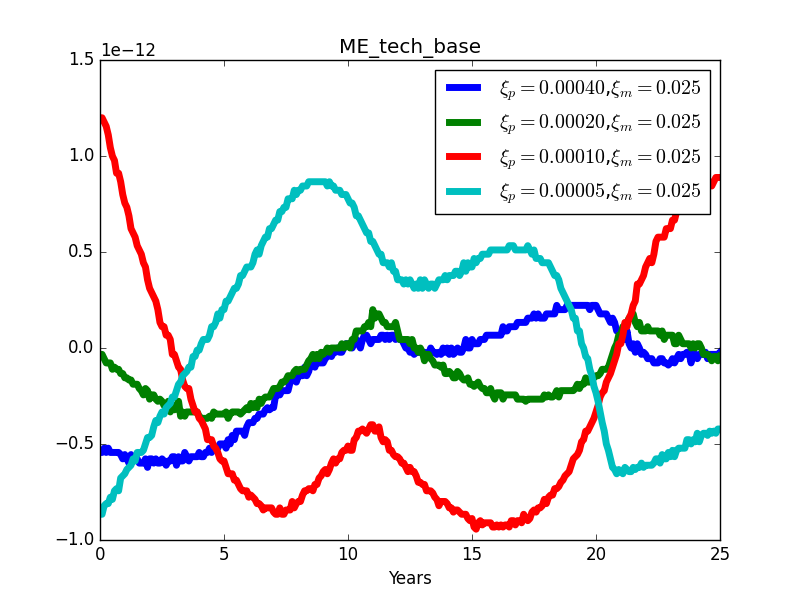 ME_tech_base
1e−12
1.5
1.0
0.5
0.0
−0.5
−1.0
ξp = 0.00040,ξm = 0.025
ξp = 0.00020,ξm = 0.025
ξp = 0.00010,ξm = 0.025
ξp = 0.00005,ξm = 0.025
0 5 10 15 20 25
Years